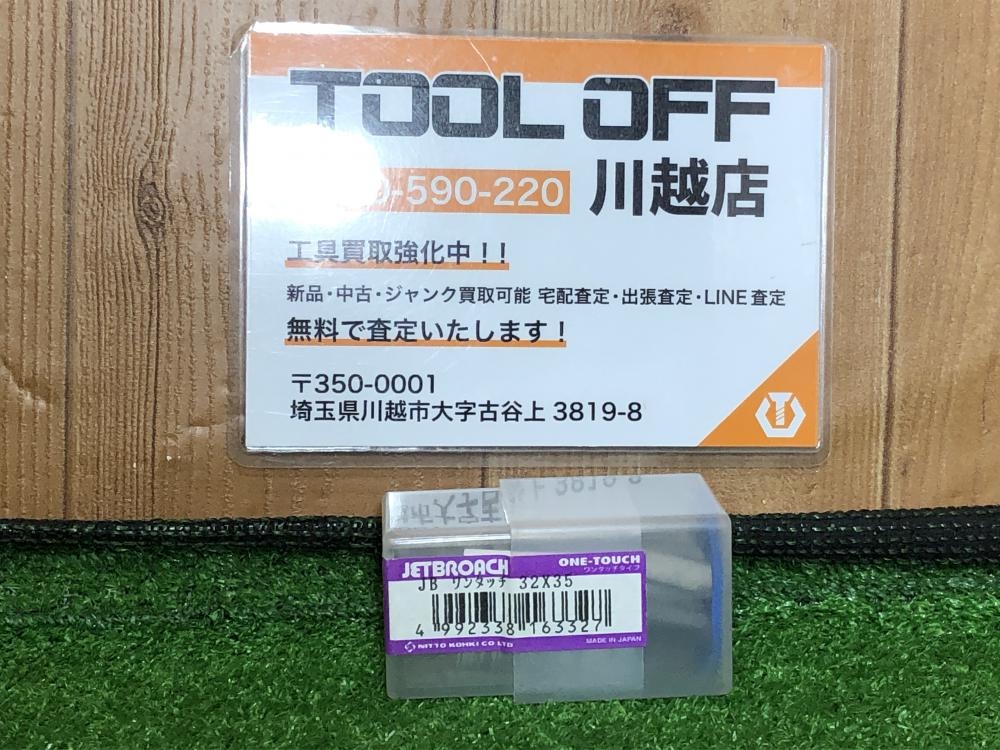 TOOL OFF
0-590-220 川越店
工具買取強化中！！
新品・中古・ジャンク買取可能 宅配査定・出張査定・LINE査定
無料で査定いたします！
〒350-0001
埼玉県川越市大字古谷上 3819-8
JETBROACH ONE-TOUCH
ワンタッチタイプ
JB ワンタッチ 32X35
4 992338 163327
NITTO KOHKI CO LTD MADE IN JAPAN